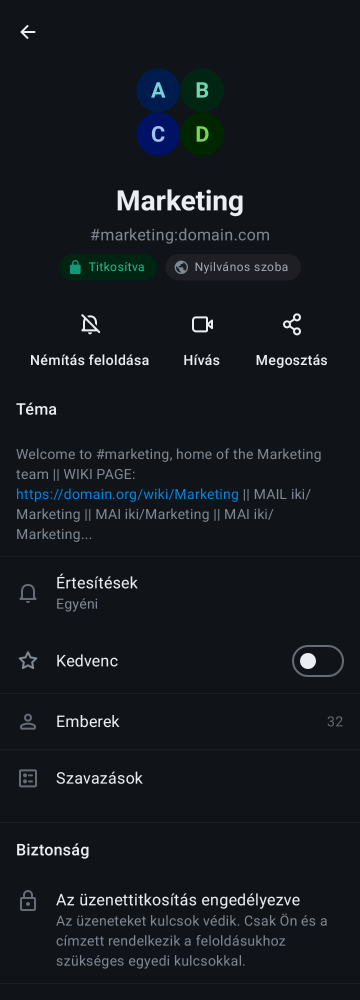 A B
C D
Marketing
#marketing:domain.com
Titkosítva Nyilvános szoba
Némítás feloldása Hívás Megosztás
Téma
Welcome to #marketing, home of the Marketing
team || WIKI PAGE:
https://domain.org/wiki/Marketing || MAIL iki/
Marketing || MAI iki/Marketing || MAI iki/
Marketing...
Értesítések
Egyéni
Kedvenc
Emberek 32
Szavazások
Biztonság
Az üzenettitkosítás engedélyezve
Az üzeneteket kulcsok védik. Csak Ön és a
címzett rendelkezik a feloldásukhoz
szükséges egyedi kulcsokkal.